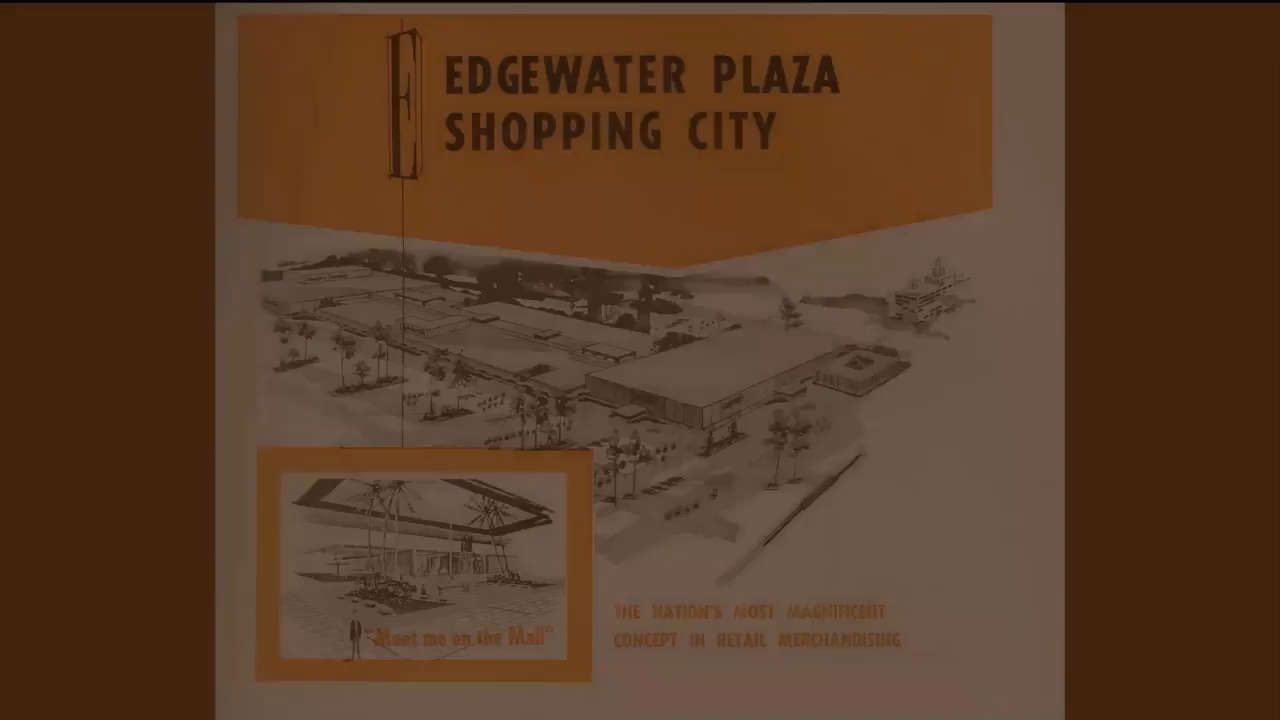 E
EDGEWATER PLAZA
SHOPPING CITY
"Meet me on the Mall"
THE NATION'S MOST MAGNIFICENT
CONCEPT IN RETAIL MERCHANDISING